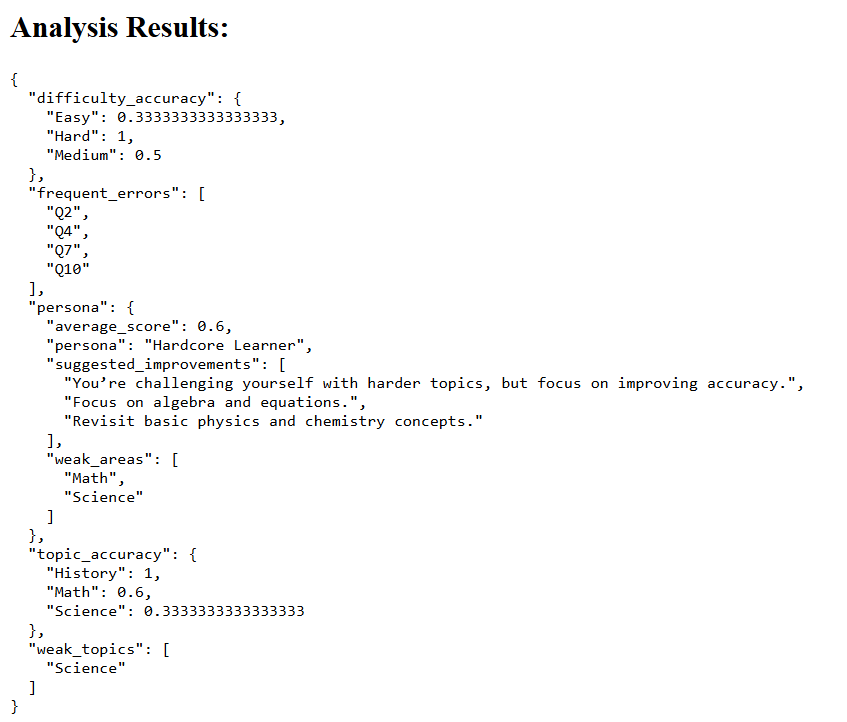 Analysis Results:
{
  "difficulty_accuracy": {
    "Easy": 0.3333333333333333,
    "Hard": 1,
    "Medium": 0.5
  },
  "frequent_errors": [
    "Q2",
    "Q4",
    "Q7",
    "Q10"
  ],
  "persona": {
    "average_score": 0.6,
    "persona": "Hardcore Learner",
    "suggested_improvements": [
      "You’re challenging yourself with harder topics, but focus on improving accuracy.",
      "Focus on algebra and equations.",
      "Revisit basic physics and chemistry concepts."
    ],
    "weak_areas": [
      "Math",
      "Science"
    ]
  },
  "topic_accuracy": {
    "History": 1,
    "Math": 0.6,
    "Science": 0.3333333333333333
  },
  "weak_topics": [
    "Science"
  ]
}